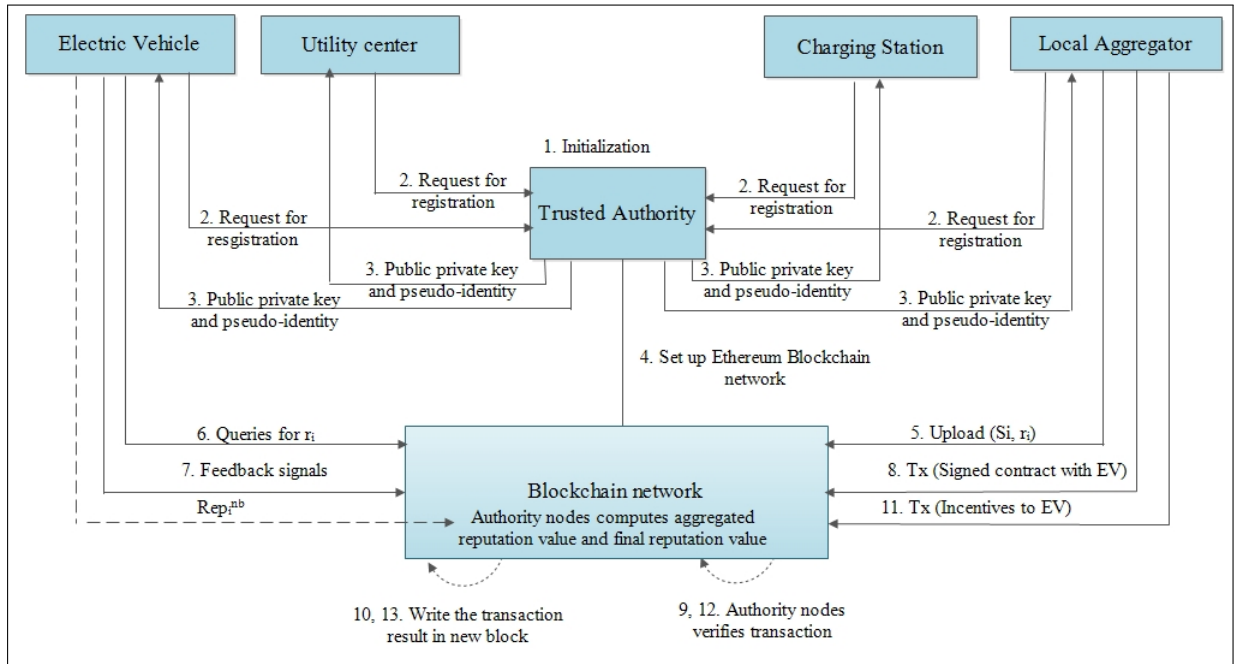 Electric Vehicle
Utility center
Charging Station
Local Aggregator
1. Initialization
Trusted Authority
2. Request for
registration
2. Request for
registration
2. Request for
resgistration
2. Request for
registration
3. Public private key
and pseudo-identity
3. Public private key
and pseudo-identity
3. Public private key
and pseudo-identity
3. Public private key
and pseudo-identity
4. Set up Ethereum Blockchain
network
6. Queries for rᵢ
5. Upload (Si, rᵢ)
7. Feedback signals
8. Tx (Signed contract with EV)
Repᵢⁿᵇ
11. Tx (Incentives to EV)
Blockchain network
Authority nodes computes aggregated
reputation value and final reputation value
10, 13. Write the transaction
result in new block
9, 12. Authority nodes
verifies transaction